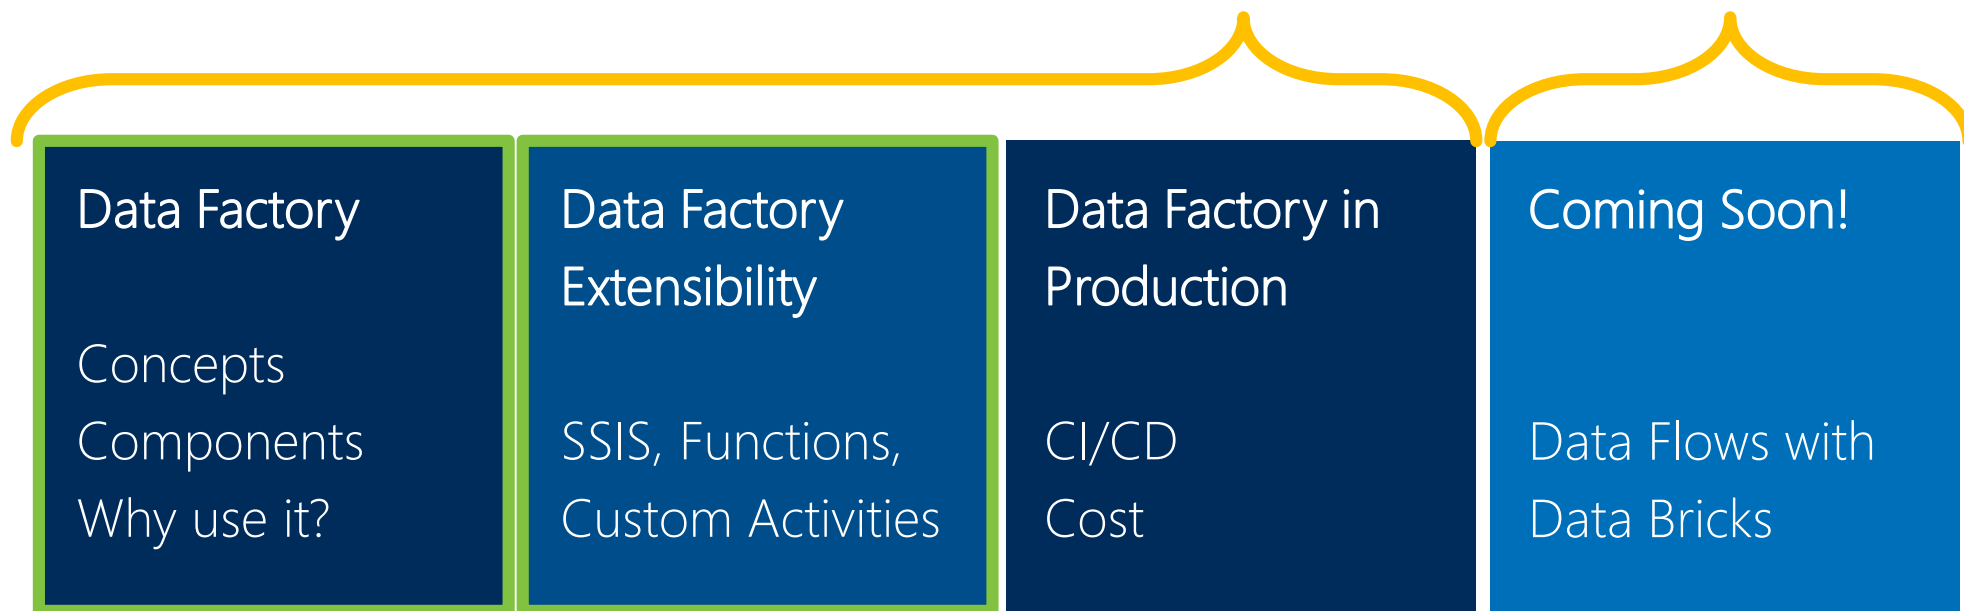 Data Factory
Concepts
Components
Why use it?
Data Factory
Extensibility
SSIS, Functions,
Custom Activities
Data Factory in
Production
CI/CD
Cost
Coming Soon!
Data Flows with
Data Bricks